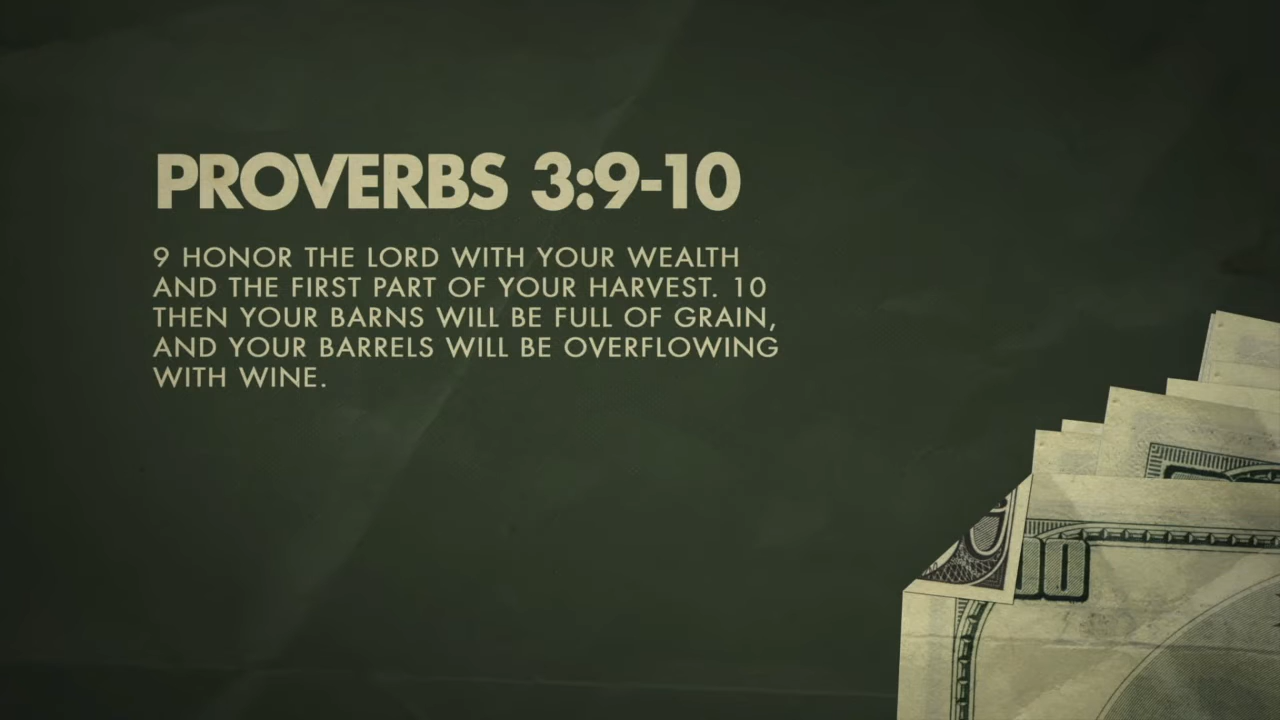 PROVERBS 3:9-10
9 HONOR THE LORD WITH YOUR WEALTH
AND THE FIRST PART OF YOUR HARVEST. 10
THEN YOUR BARNS WILL BE FULL OF GRAIN,
AND YOUR BARRELS WILL BE OVERFLOWING
WITH WINE.